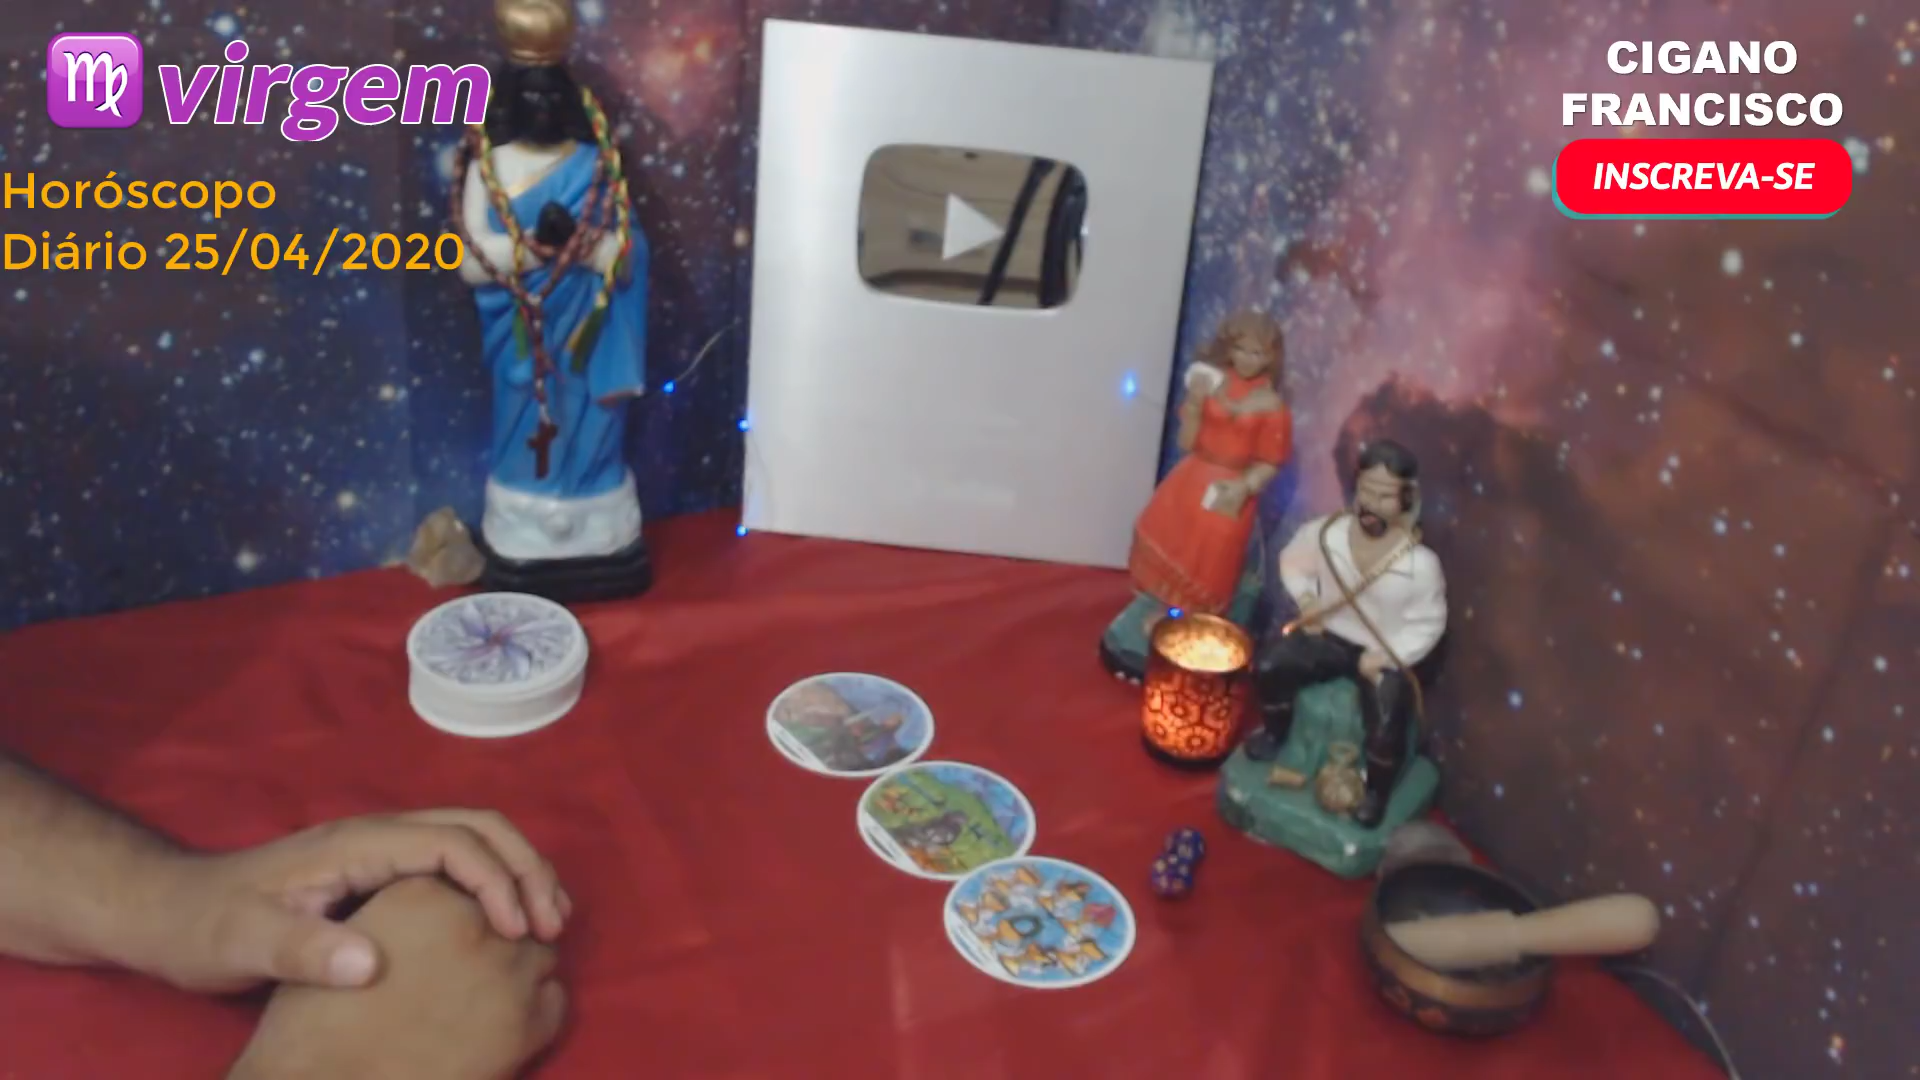 ♍ virgem
Horóscopo
Diário 25/04/2020
CIGANO
FRANCISCO
INSCREVA-SE